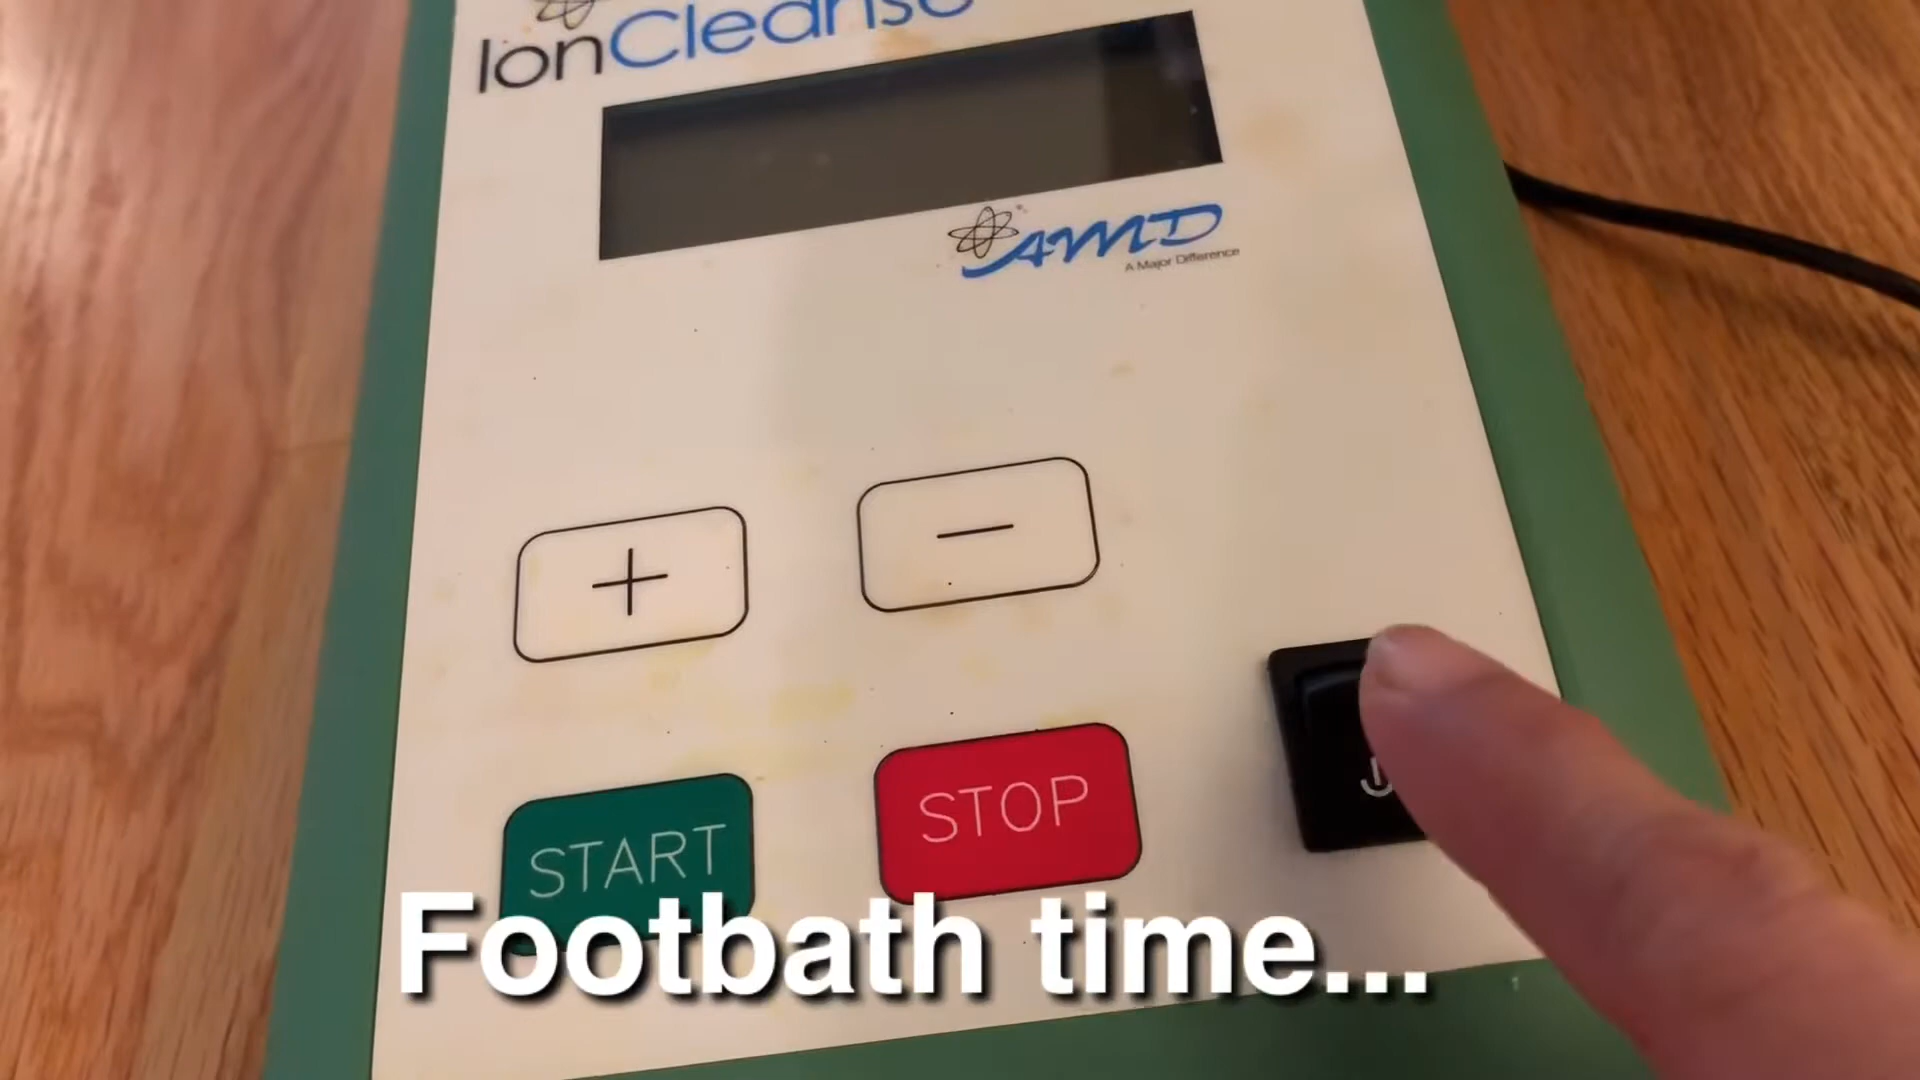 IonCleanse
AMD
A Major Difference
+
−
START
STOP
Footbath time...